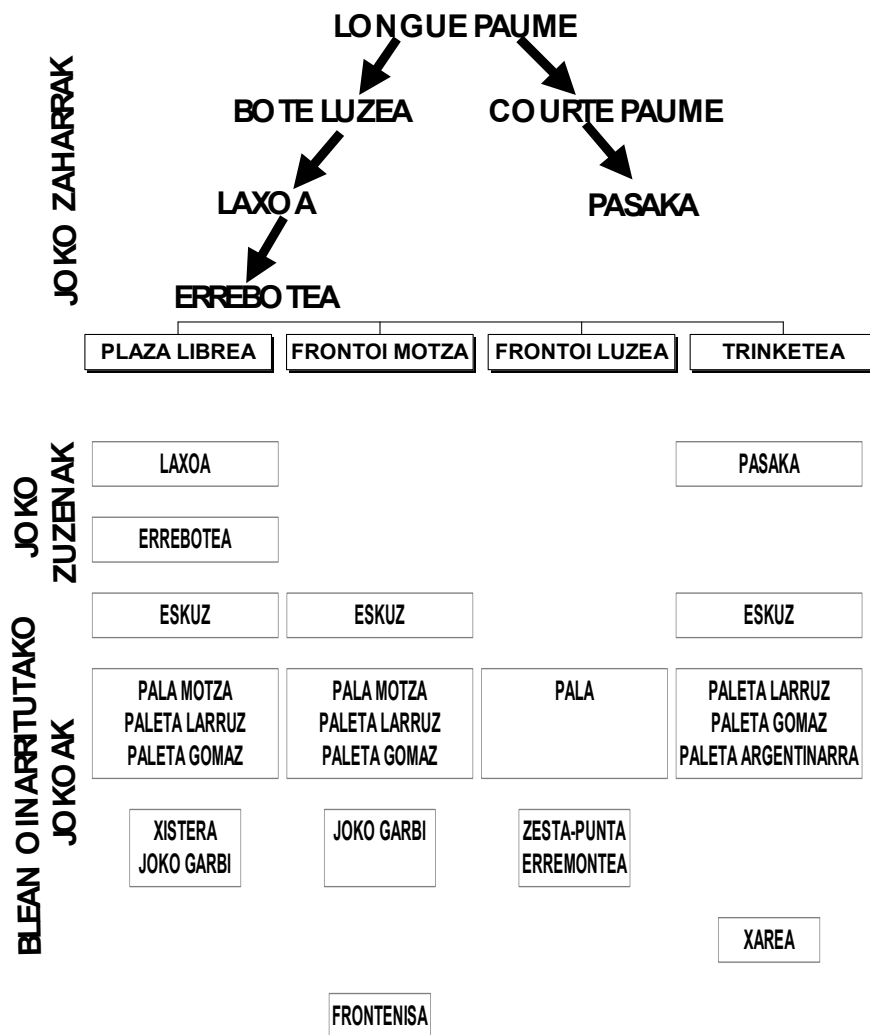 LONGUE PAUME
BOTE LUZEA
COURTE PAUME
LAXOA
PASAKA
ERREBOTEA
JOKO ZAHARRAK
PLAZA LIBREA
FRONTOI MOTZA
FRONTOI LUZEA
TRINKETEA
JOKO
ZUZENAK
LAXOA
PASAKA
ERREBOTEA
BLEAN OINARRITUTAKO
JOKOAK
ESKUZ
ESKUZ
ESKUZ
PALA MOTZA
PALETA LARRUZ
PALETA GOMAZ
PALA MOTZA
PALETA LARRUZ
PALETA GOMAZ
PALA
PALETA LARRUZ
PALETA GOMAZ
PALETA ARGENTINARRA
XISTERA
JOKO GARBI
JOKO GARBI
ZESTA-PUNTA
ERREMONTEA
XAREA
FRONTENISA